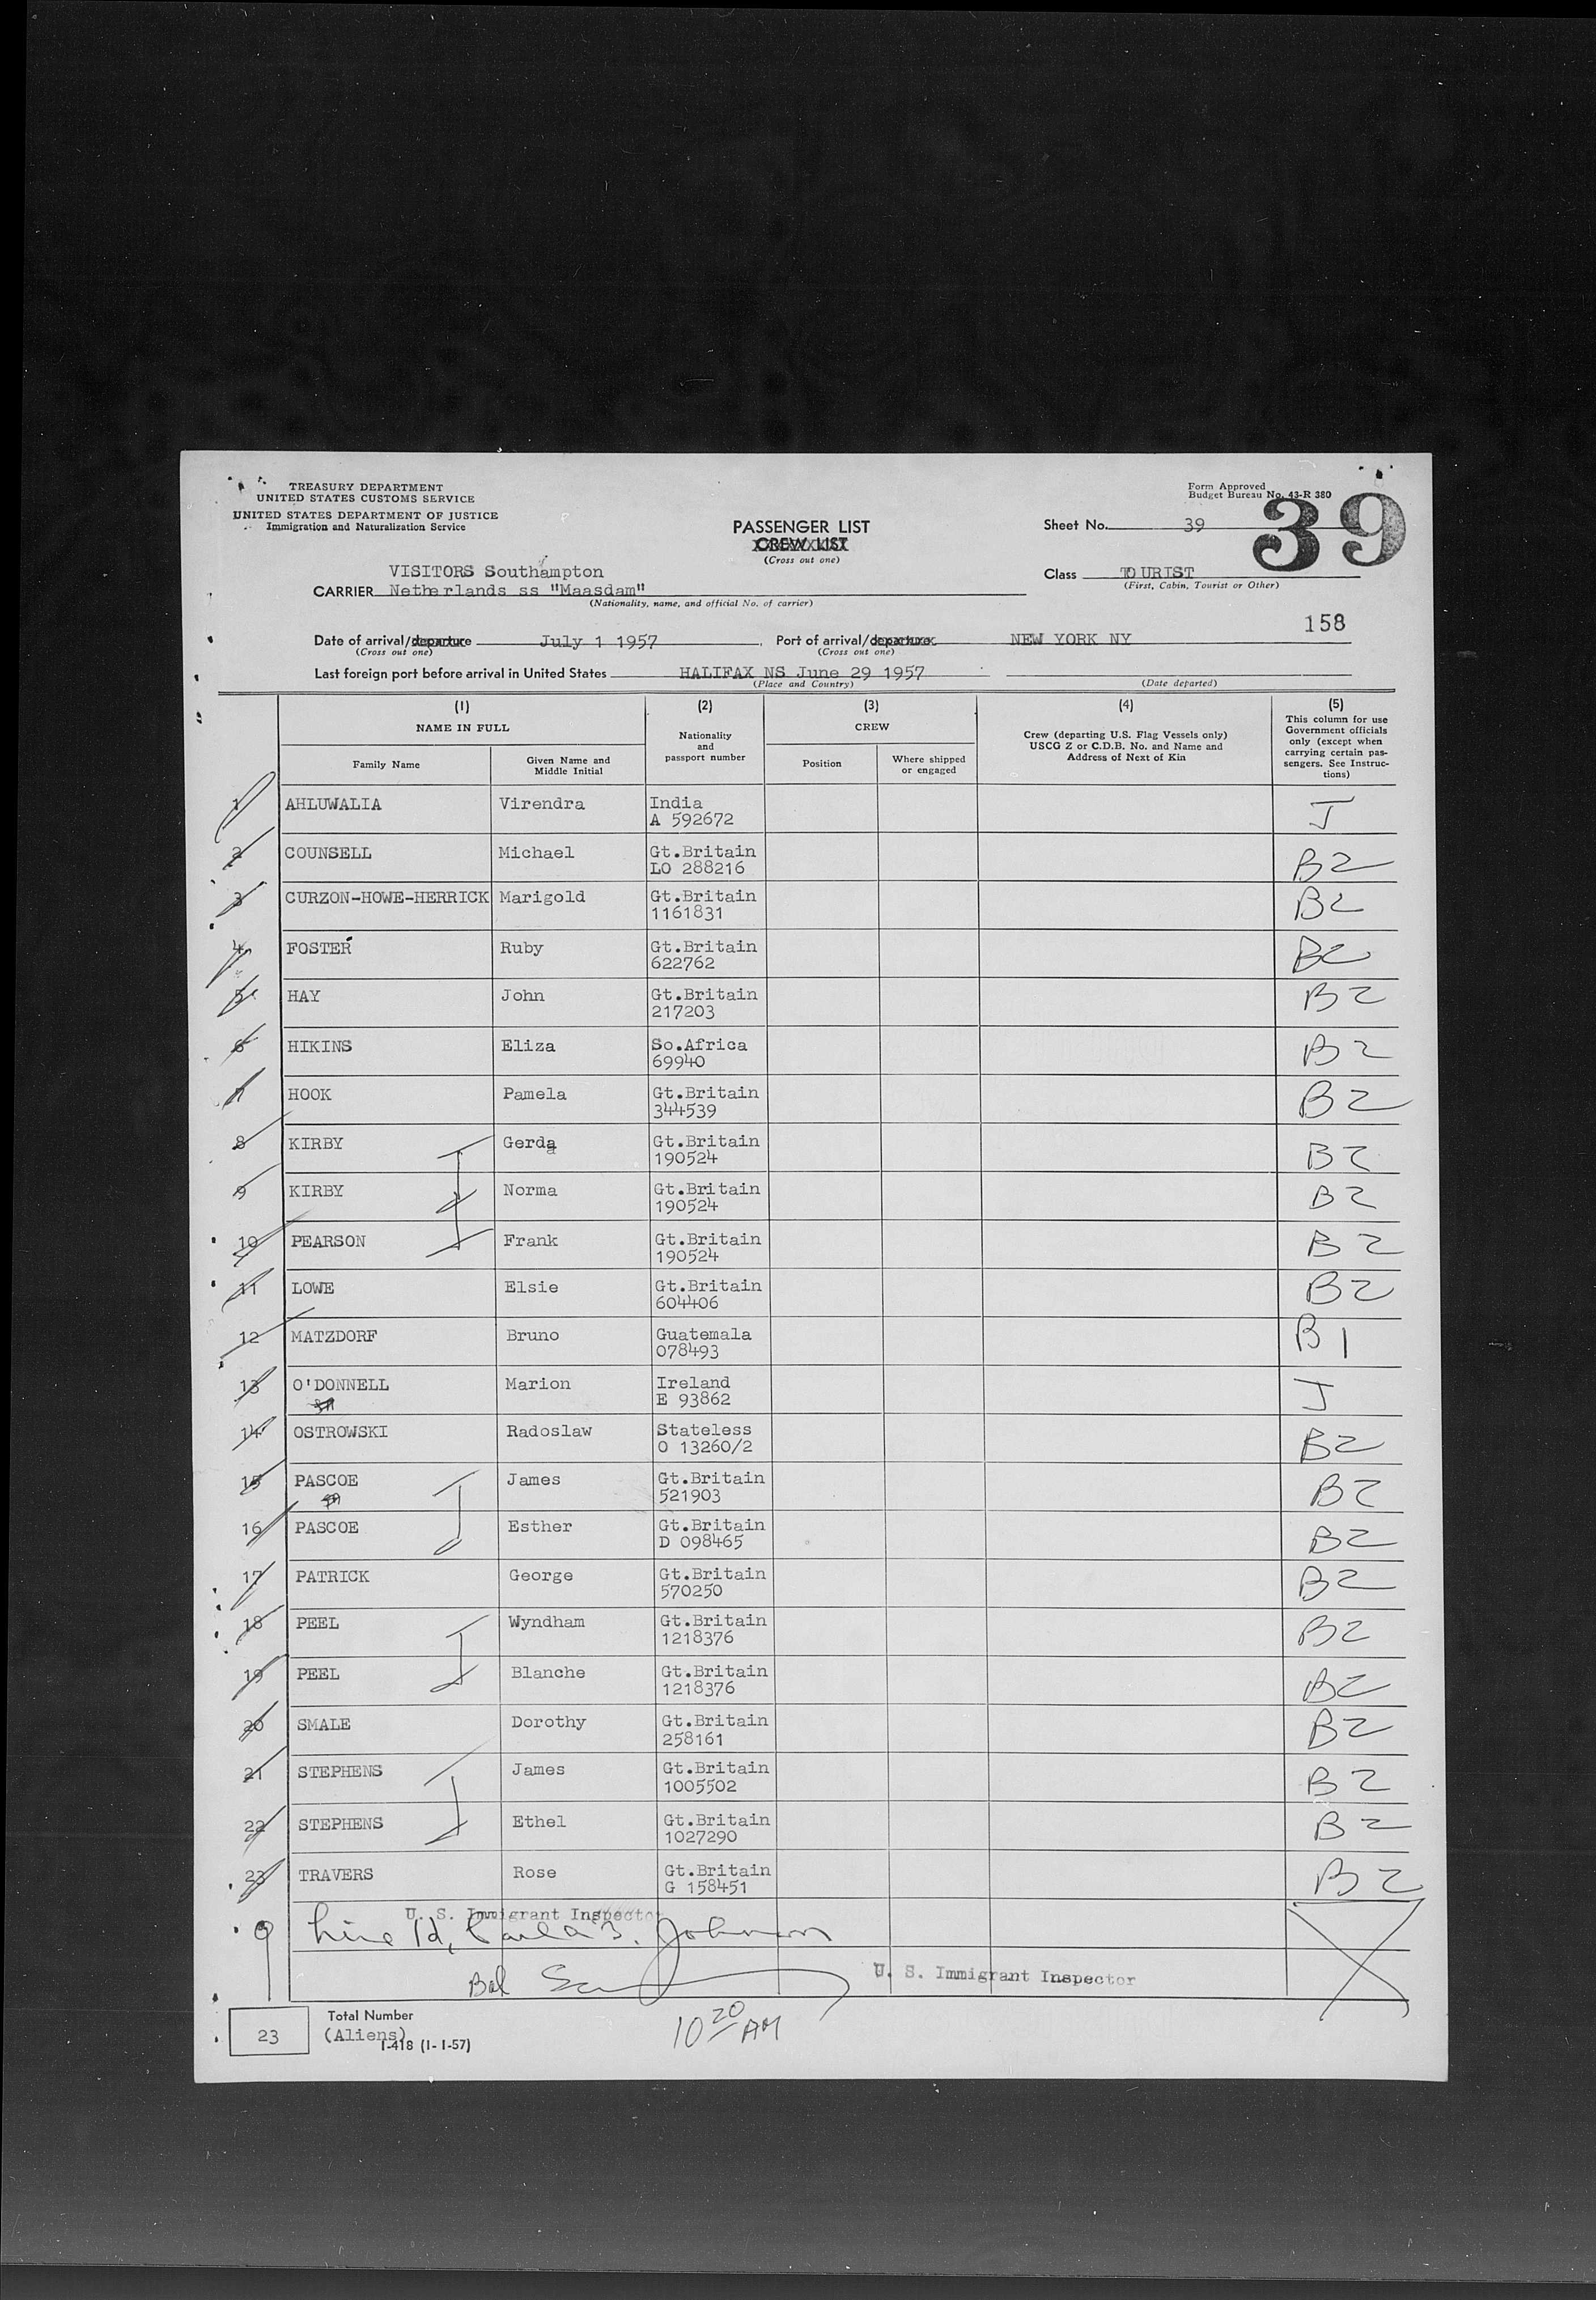 TREASURY DEPARTMENT
UNITED STATES CUSTOMS SERVICE
UNITED STATES DEPARTMENT OF JUSTICE
Immigration and Naturalization Service
Form Approved
Budget Bureau No. 43-R 380
PASSENGER LIST
CREW LIST
(Cross out one)
Sheet No. 39
39
VISITORS Southampton
CARRIER Netherlands ss "Maasdam"
(Nationality, name, and official No. of carrier)
Class TOURIST
(First, Cabin, Tourist or Other)
158
Date of arrival/departure July 1 1957, Port of arrival/departure NEW YORK NY
(Cross out one) (Cross out one)
Last foreign port before arrival in United States HALIFAX NS June 29 1957
(Place and Country) (Date departed)
(1) (2) (3) (4) (5)
NAME IN FULL
Family Name
Given Name and Middle Initial
Nationality and passport number
CREW
Position
Where shipped or engaged
Crew (departing U.S. Flag Vessels only)
USCG Z or C.D.B. No. and Name and
Address of Next of Kin
This column for use
Government officials
only (except when
carrying certain pas-
sengers. See Instruc-
tions)
1 AHLUWALIA Virendra India A 592672 J
2 COUNSELL Michael Gt.Britain LO 288216 B2
3 CURZON-HOWE-HERRICK Marigold Gt.Britain 1161831 B2
4 FOSTER Ruby Gt.Britain 622762 B2
5 HAY John Gt.Britain 217203 B2
6 HIKINS Eliza So.Africa 69940 B2
7 HOOK Pamela Gt.Britain 344539 B2
8 KIRBY Gerda Gt.Britain 190524 B2
9 KIRBY Norma Gt.Britain 190524 B2
10 PEARSON Frank Gt.Britain 190524 B2
11 LOWE Elsie Gt.Britain 604406 B2
12 MATZDORF Bruno Guatemala 078493 B1
13 O'DONNELL Marion Ireland E 93862 J
14 OSTROWSKI Radoslaw Stateless O 13260/2 B2
15 PASCOE James Gt.Britain 521903 B2
16 PASCOE Esther Gt.Britain D 098465 B2
17 PATRICK George Gt.Britain 570250 B2
18 PEEL Wyndham Gt.Britain 1218376 B2
19 PEEL Blanche Gt.Britain 1218376 B2
20 SMALE Dorothy Gt.Britain 258161 B2
21 STEPHENS James Gt.Britain 1005502 B2
22 STEPHENS Ethel Gt.Britain 1027290 B2
23 TRAVERS Rose Gt.Britain G 158451 B2
U. S. Immigrant Inspector
Johnson
Bal
U. S. Immigrant Inspector
23
Total Number
(Aliens)
I-418 (1-1-57)
10 20 AM